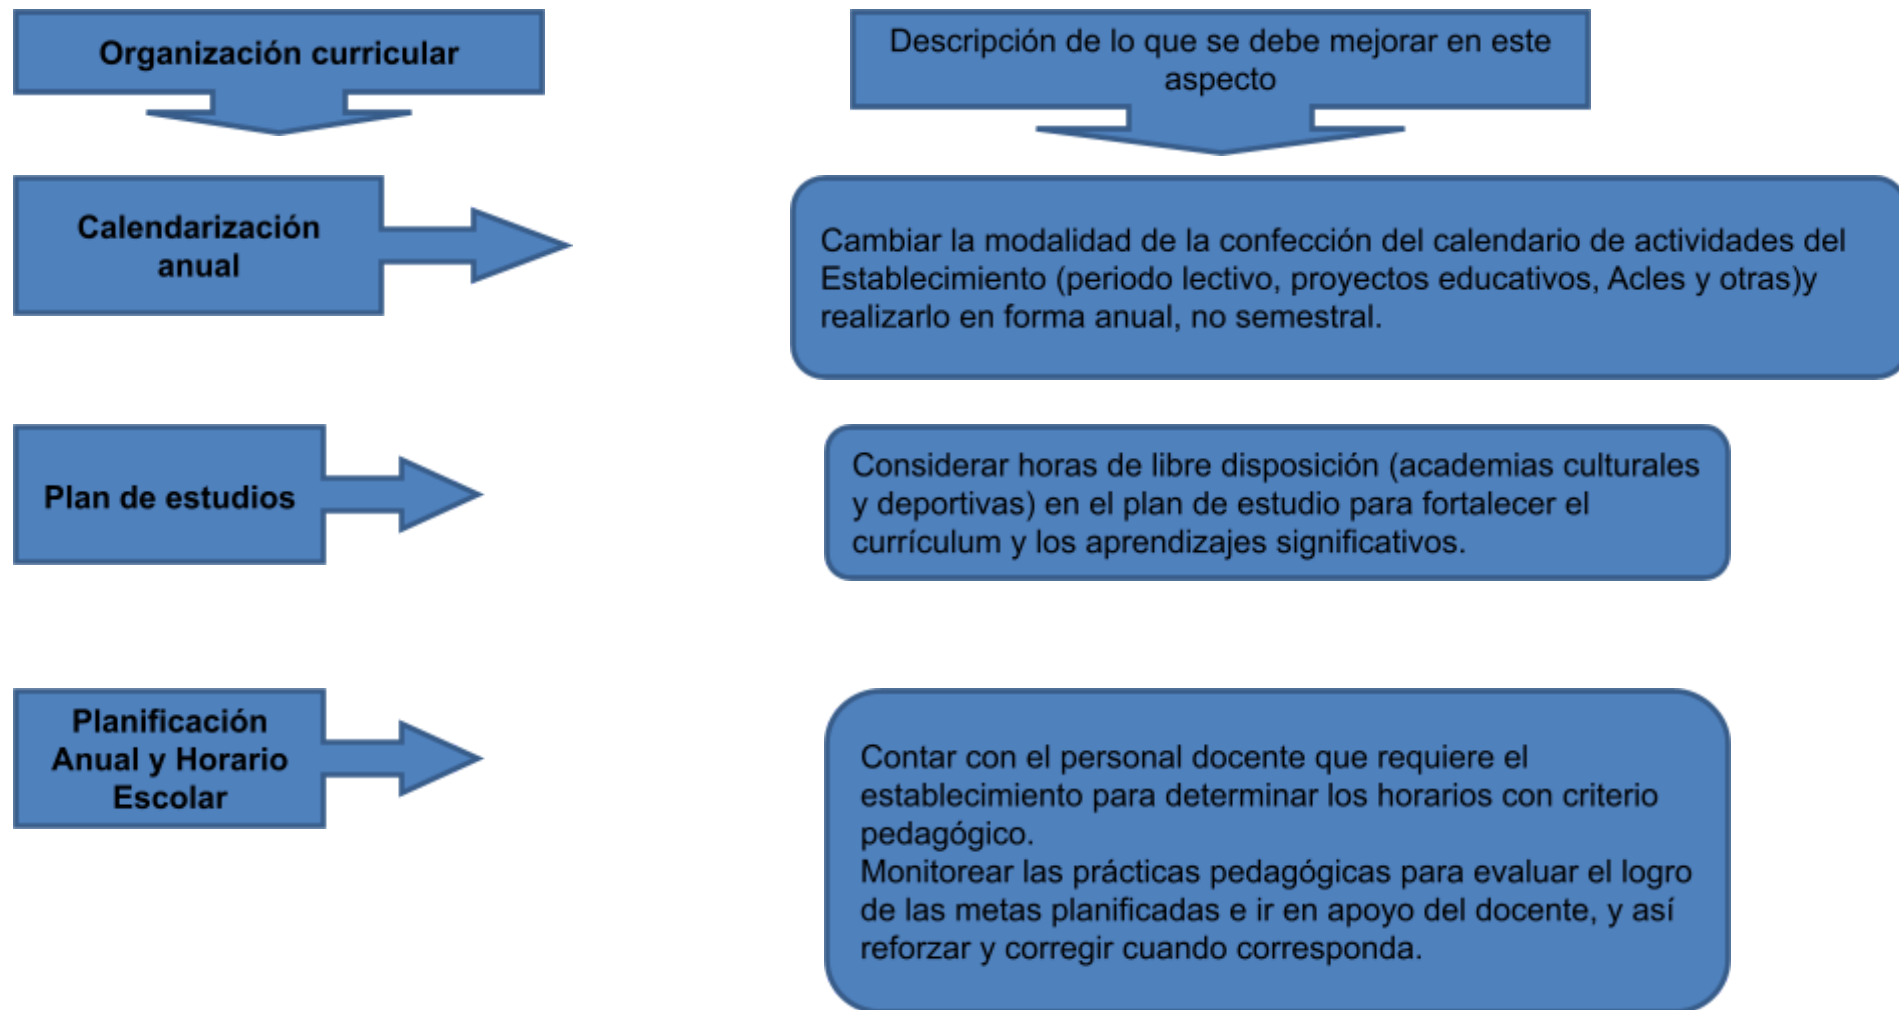 Organización curricular
Descripción de lo que se debe mejorar en este
aspecto
Calendarización
anual
Cambiar la modalidad de la confección del calendario de actividades del
Establecimiento (periodo lectivo, proyectos educativos, Acles y otras)y
realizarlo en forma anual, no semestral.
Plan de estudios
Considerar horas de libre disposición (academias culturales
y deportivas) en el plan de estudio para fortalecer el
currículum y los aprendizajes significativos.
Planificación
Anual y Horario
Escolar
Contar con el personal docente que requiere el
establecimiento para determinar los horarios con criterio
pedagógico.
Monitorear las prácticas pedagógicas para evaluar el logro
de las metas planificadas e ir en apoyo del docente, y así
reforzar y corregir cuando corresponda.